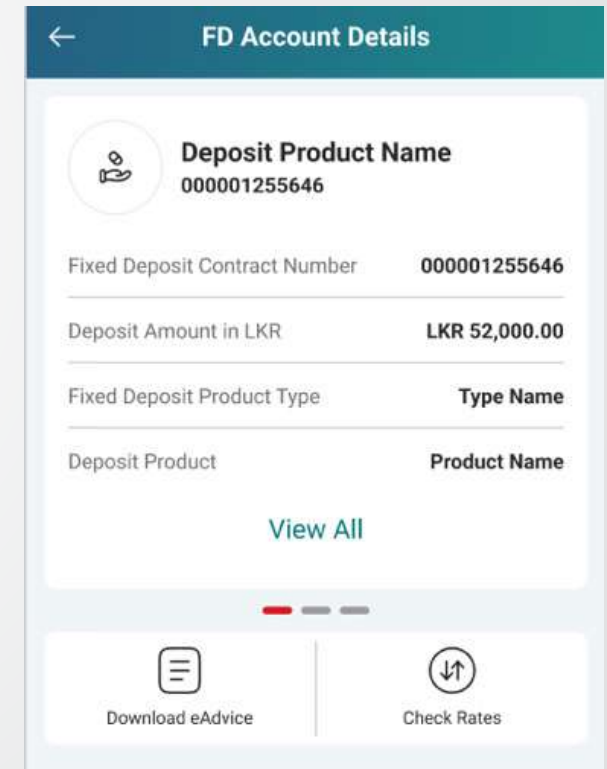 FD Account Details
Deposit Product Name
000001255646
Fixed Deposit Contract Number 000001255646
Deposit Amount in LKR LKR 52,000.00
Fixed Deposit Product Type Type Name
Deposit Product Product Name
View All
Download eAdvice Check Rates